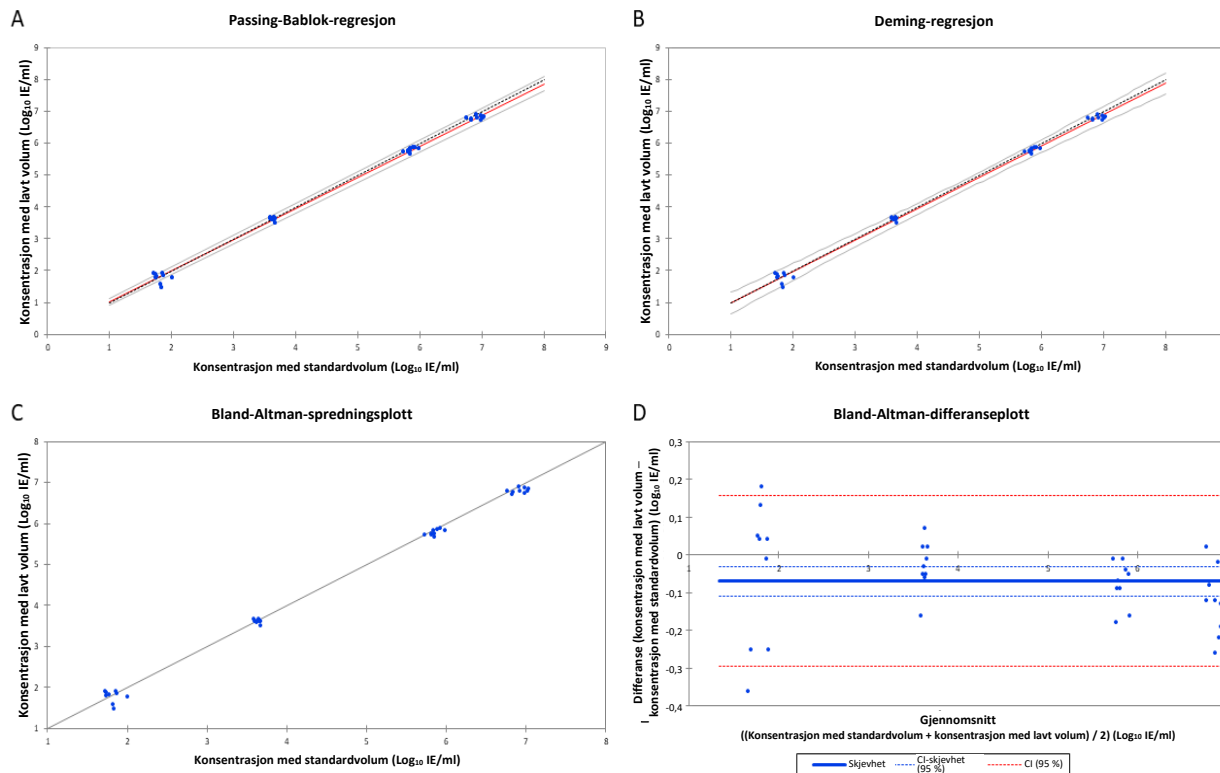 A
Passing-Bablok-regresjon
Konsentrasjon med lavt volum (Log₁₀ IE/ml)
9
8
7
6
5
4
3
2
1
0
0 1 2 3 4 5 6 7 8 9
Konsentrasjon med standardvolum (Log₁₀ IE/ml)
B
Deming-regresjon
Konsentrasjon med lavt volum (Log₁₀ IE/ml)
9
8
7
6
5
4
3
2
1
0
0 1 2 3 4 5 6 7 8
Konsentrasjon med standardvolum (Log₁₀ IE/ml)
C
Bland-Altman-spredningsplott
Konsentrasjon med lavt volum (Log₁₀ IE/ml)
8
7
6
5
4
3
2
1
1 2 3 4 5 6 7 8
Konsentrasjon med standardvolum (Log₁₀ IE/ml)
D
Bland-Altman-differanseplott
Differanse (konsentrasjon med lavt volum –
konsentrasjon med standardvolum) (Log₁₀ IE/ml)
0,3
0,2
0,1
0
-0,1
-0,2
-0,3
-0,4
1 2 3 4 5 6
Gjennomsnitt
((Konsentrasjon med standardvolum + konsentrasjon med lavt volum) / 2) (Log₁₀ IE/ml)
Skjevhet
CI-skjevhet
(95 %)
CI (95 %)